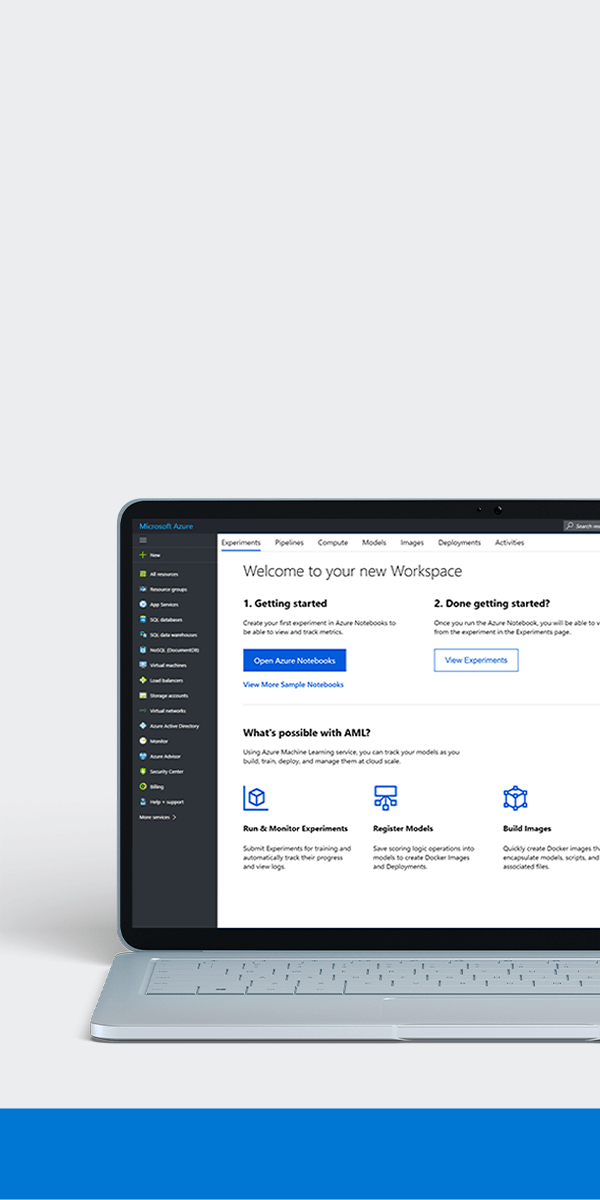 Microsoft Azure
Search res
New
All resources
Resource groups
App Services
SQL databases
SQL data warehouses
NoSQL (DocumentDB)
Virtual machines
Load balancers
Storage accounts
Virtual networks
Azure Active Directory
Monitor
Azure Advisor
Security Center
Billing
Help + support
More services
Experiments Pipelines Compute Models Images Deployments Activities
Welcome to your new Workspace
1. Getting started
Create your first experiment in Azure Notebooks to
be able to view and track metrics.
Open Azure Notebooks
View More Sample Notebooks
2. Done getting started?
Once you run the Azure Notebook, you will be able to v
from the experiment in the Experiments page.
View Experiments
What's possible with AML?
Using Azure Machine Learning service, you can track your models as you
build, train, deploy, and manage them at cloud scale.
Run & Monitor Experiments
Submit Experiments for training and
automatically track their progress
and view logs.
Register Models
Save scoring logic operations into
models to create Docker Images
and Deployments.
Build Images
Quickly create Docker images th
encapsulate models, scripts, and
associated files.